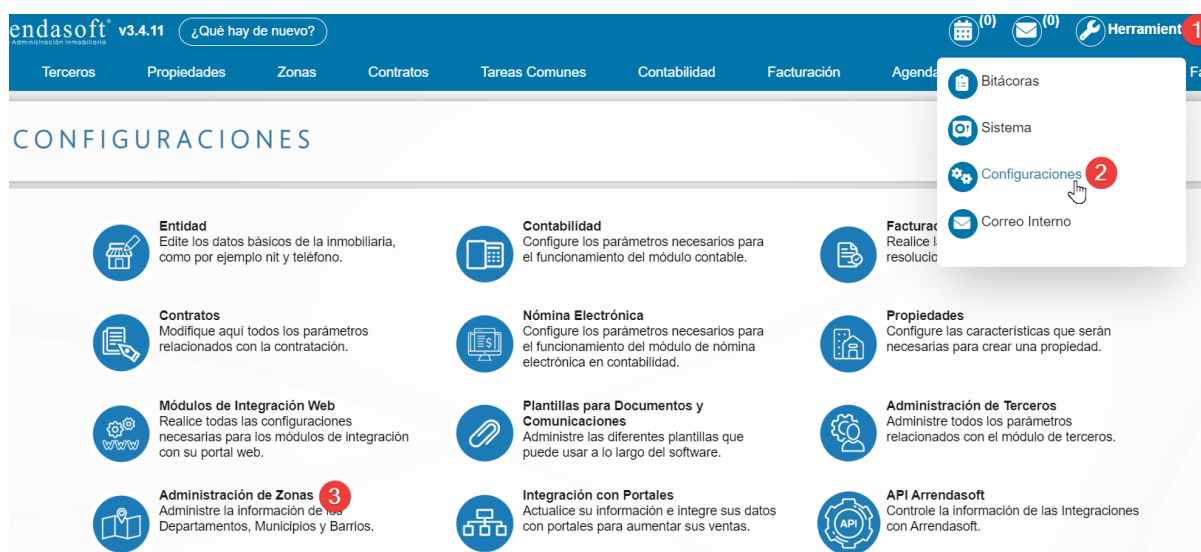 endasoft® v3.4.11 ¿Qué hay de nuevo? (0) (0) Herramient 1
Administración inmobiliaria
Terceros Propiedades Zonas Contratos Tareas Comunes Contabilidad Facturación Agenda Fa
Bitácoras
Sistema
Configuraciones 2
Correo Interno
CONFIGURACIONES
Entidad
Edite los datos básicos de la inmobiliaria,
como por ejemplo nit y teléfono.
Contabilidad
Configure los parámetros necesarios para
el funcionamiento del módulo contable.
Facturac
Realice l
resolucio
Contratos
Modifique aquí todos los parámetros
relacionados con la contratación.
Nómina Electrónica
Configure los parámetros necesarios para
el funcionamiento del módulo de nómina
electrónica en contabilidad.
Propiedades
Configure las características que serán
necesarias para crear una propiedad.
WWW
Módulos de Integración Web
Realice todas las configuraciones
necesarias para los módulos de integración
con su portal web.
Plantillas para Documentos y
Comunicaciones
Administre las diferentes plantillas que
puede usar a lo largo del software.
Administración de Terceros
Administre todos los parámetros
relacionados con el módulo de terceros.
Administración de Zonas 3
Administre la información de los
Departamentos, Municipios y Barrios.
Integración con Portales
Actualice su información e integre sus datos
con portales para aumentar sus ventas.
API
API Arrendasoft
Controle la información de las Integraciones
con Arrendasoft.